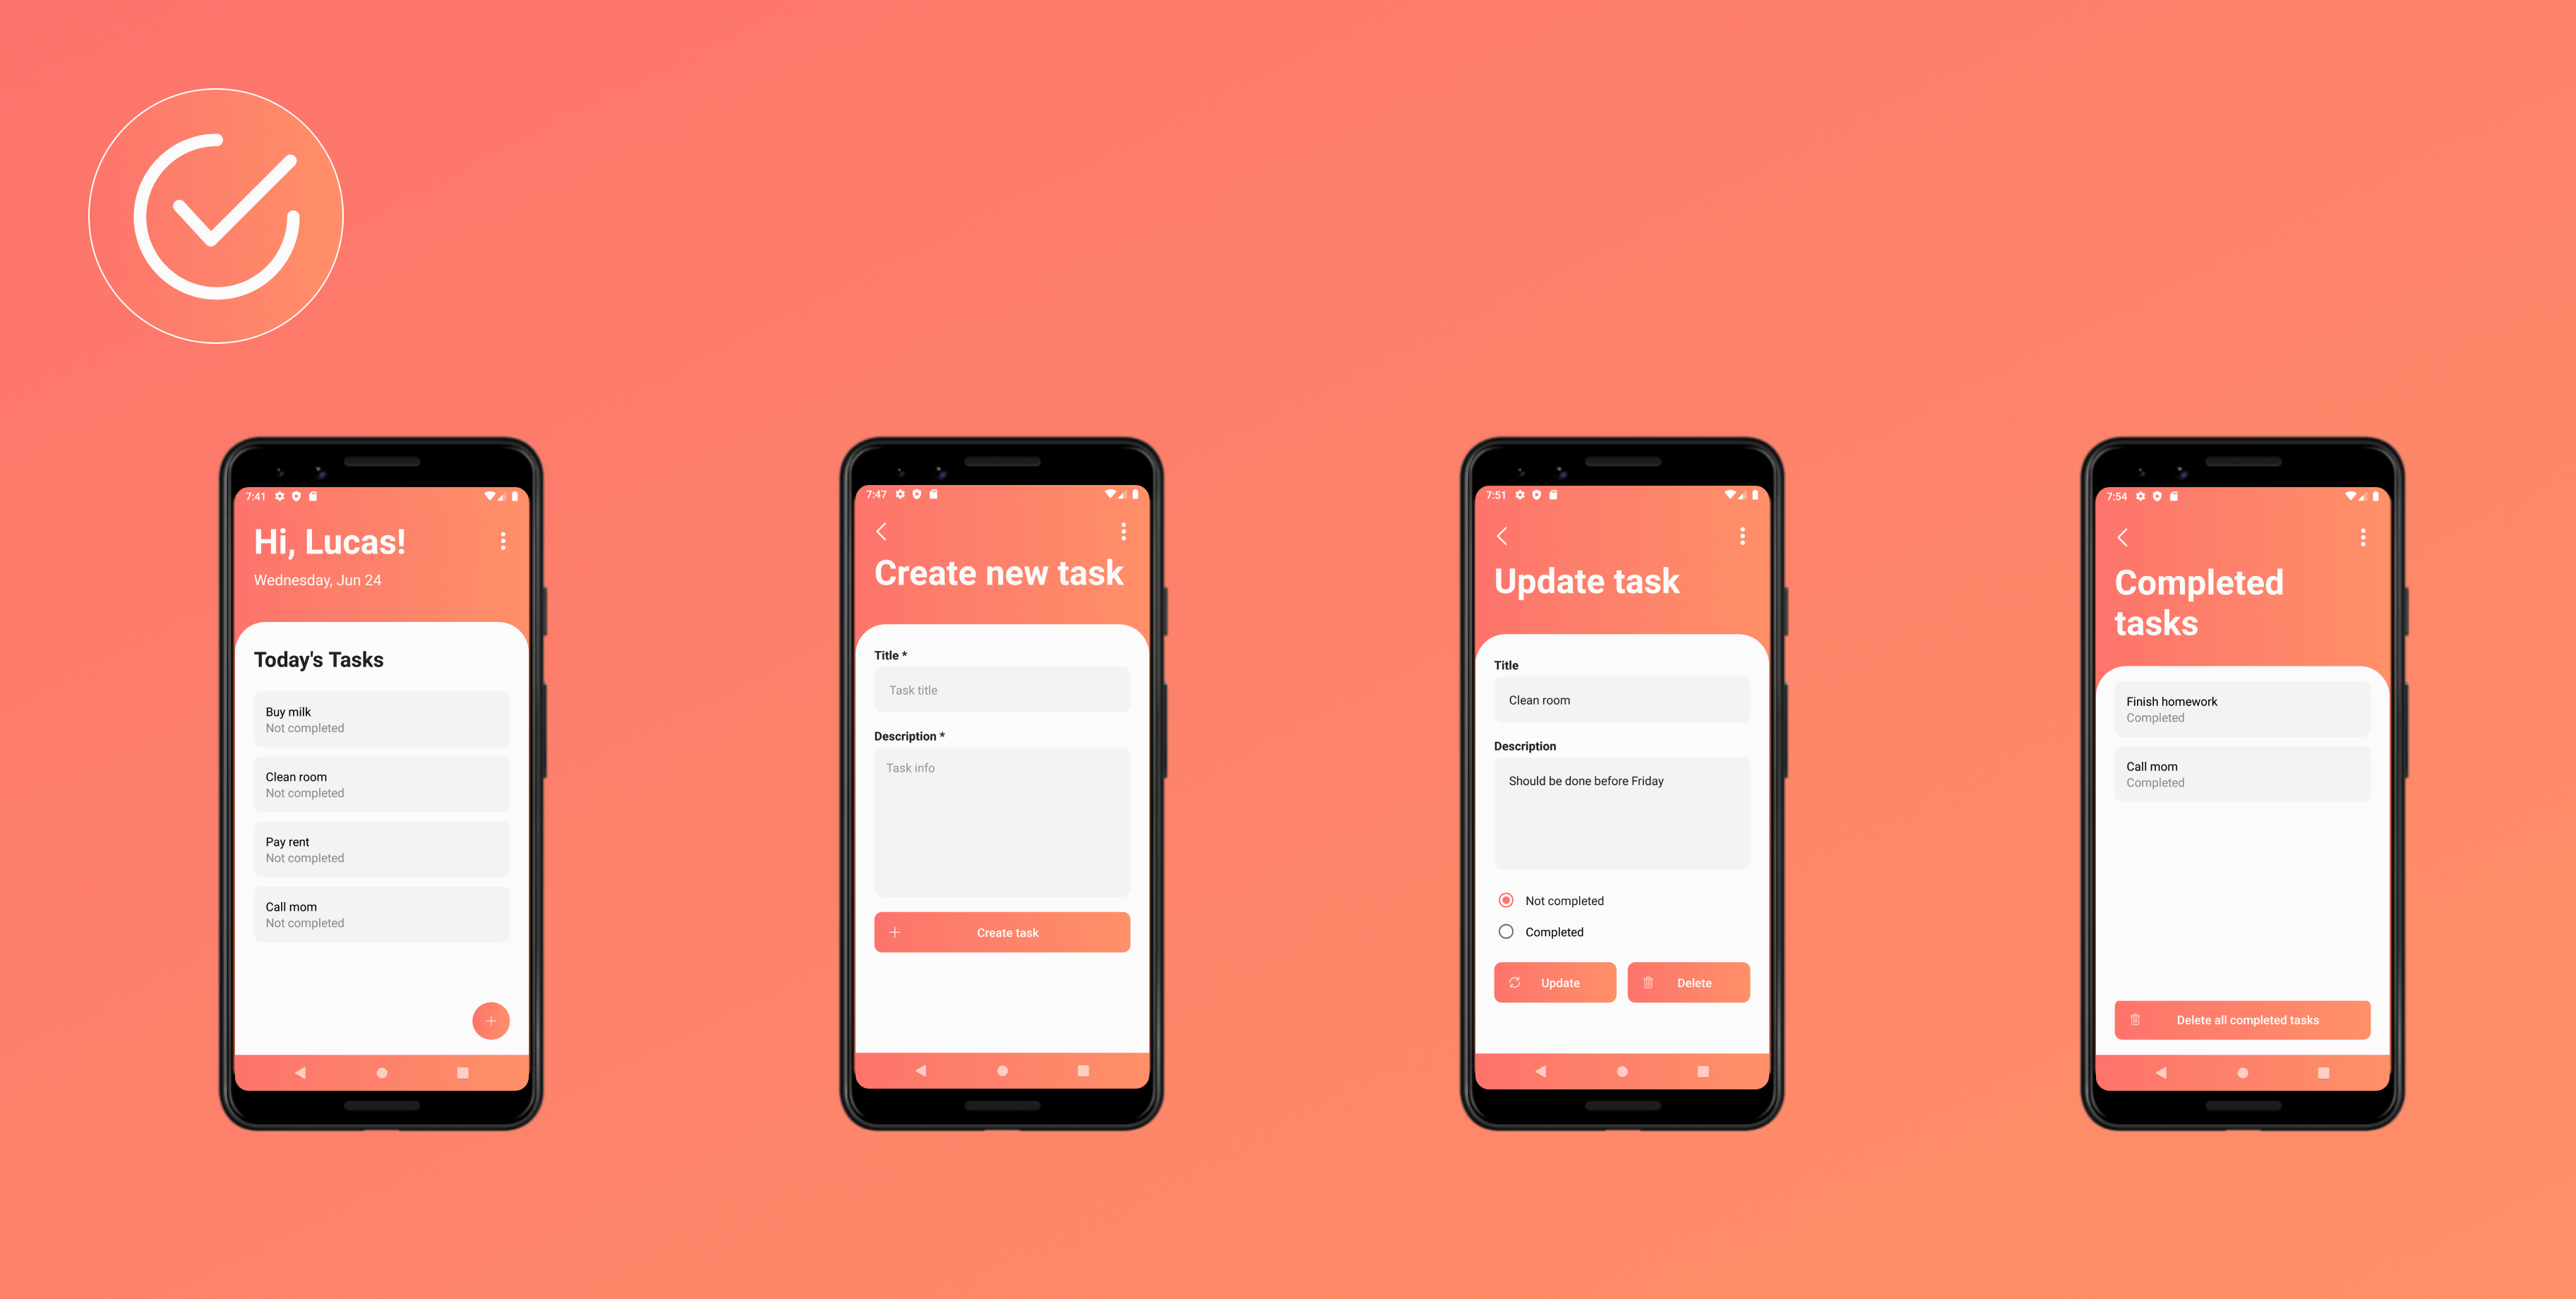 7:41
Hi, Lucas!
Wednesday, Jun 24
Today's Tasks
Buy milk
Not completed
Clean room
Not completed
Pay rent
Not completed
Call mom
Not completed
7:47
Create new task
Title *
Task title
Description *
Task info
Create task
7:51
Update task
Title
Clean room
Description
Should be done before Friday
Not completed
Completed
Update
Delete
7:54
Completed
tasks
Finish homework
Completed
Call mom
Completed
Delete all completed tasks